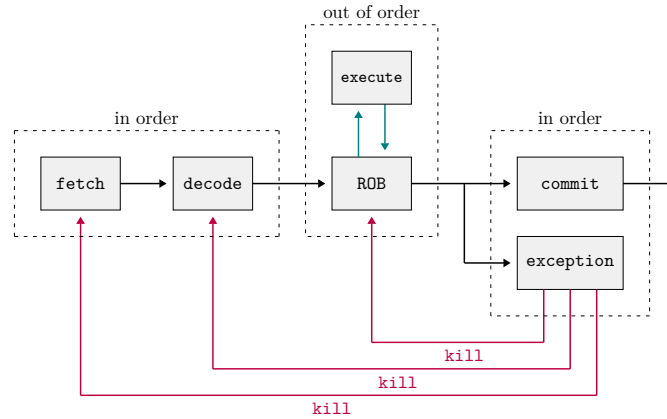 out of order
execute
in order
in order
fetch
decode
ROB
commit
exception
kill
kill
kill